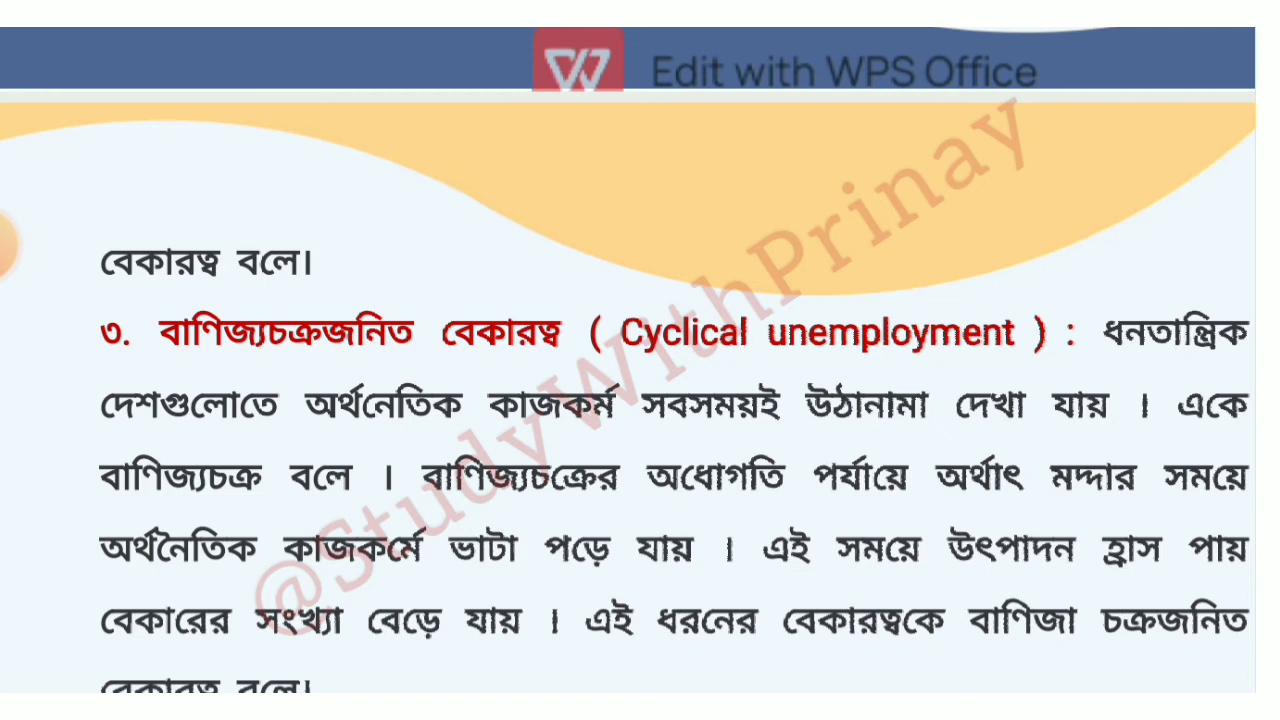 Edit with WPS Office
বেকারত্ব বলে।
৩. বাণিজ্যচক্রজনিত বেকারত্ব ( Cyclical unemployment ) : ধনতান্ত্রিক
দেশগুলোতে অর্থনেতিক কাজকর্ম সবসময়ই উঠানামা দেখা যায় । একে
বাণিজ্যচক্র বলে । বাণিজ্যচক্রের অধোগতি পর্যায়ে অর্থাৎ মদ্দার সময়ে
অর্থনৈতিক কাজকর্মে ভাটা পড়ে যায় । এই সময়ে উৎপাদন হ্রাস পায়
বেকারের সংখ্যা বেড়ে যায় । এই ধরনের বেকারত্বকে বাণিজা চক্রজনিত
বেকারত্ব বলে।
@StudyWithPrinay